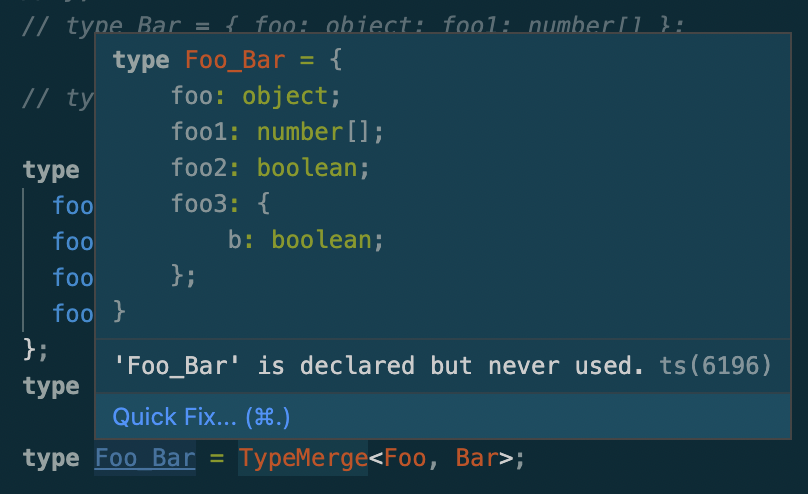 // type Bar = { foo: object; foo1: number[] };
type Foo_Bar = {
foo: object;
// ty
foo1: number[];
type
foo2: boolean;
foo
foo3: {
foo
b: boolean;
foo
};
foo
}
};
'Foo_Bar' is declared but never used. ts(6196)
type
Quick Fix... (⌘.)
type Foo_Bar = TypeMerge<Foo, Bar>;